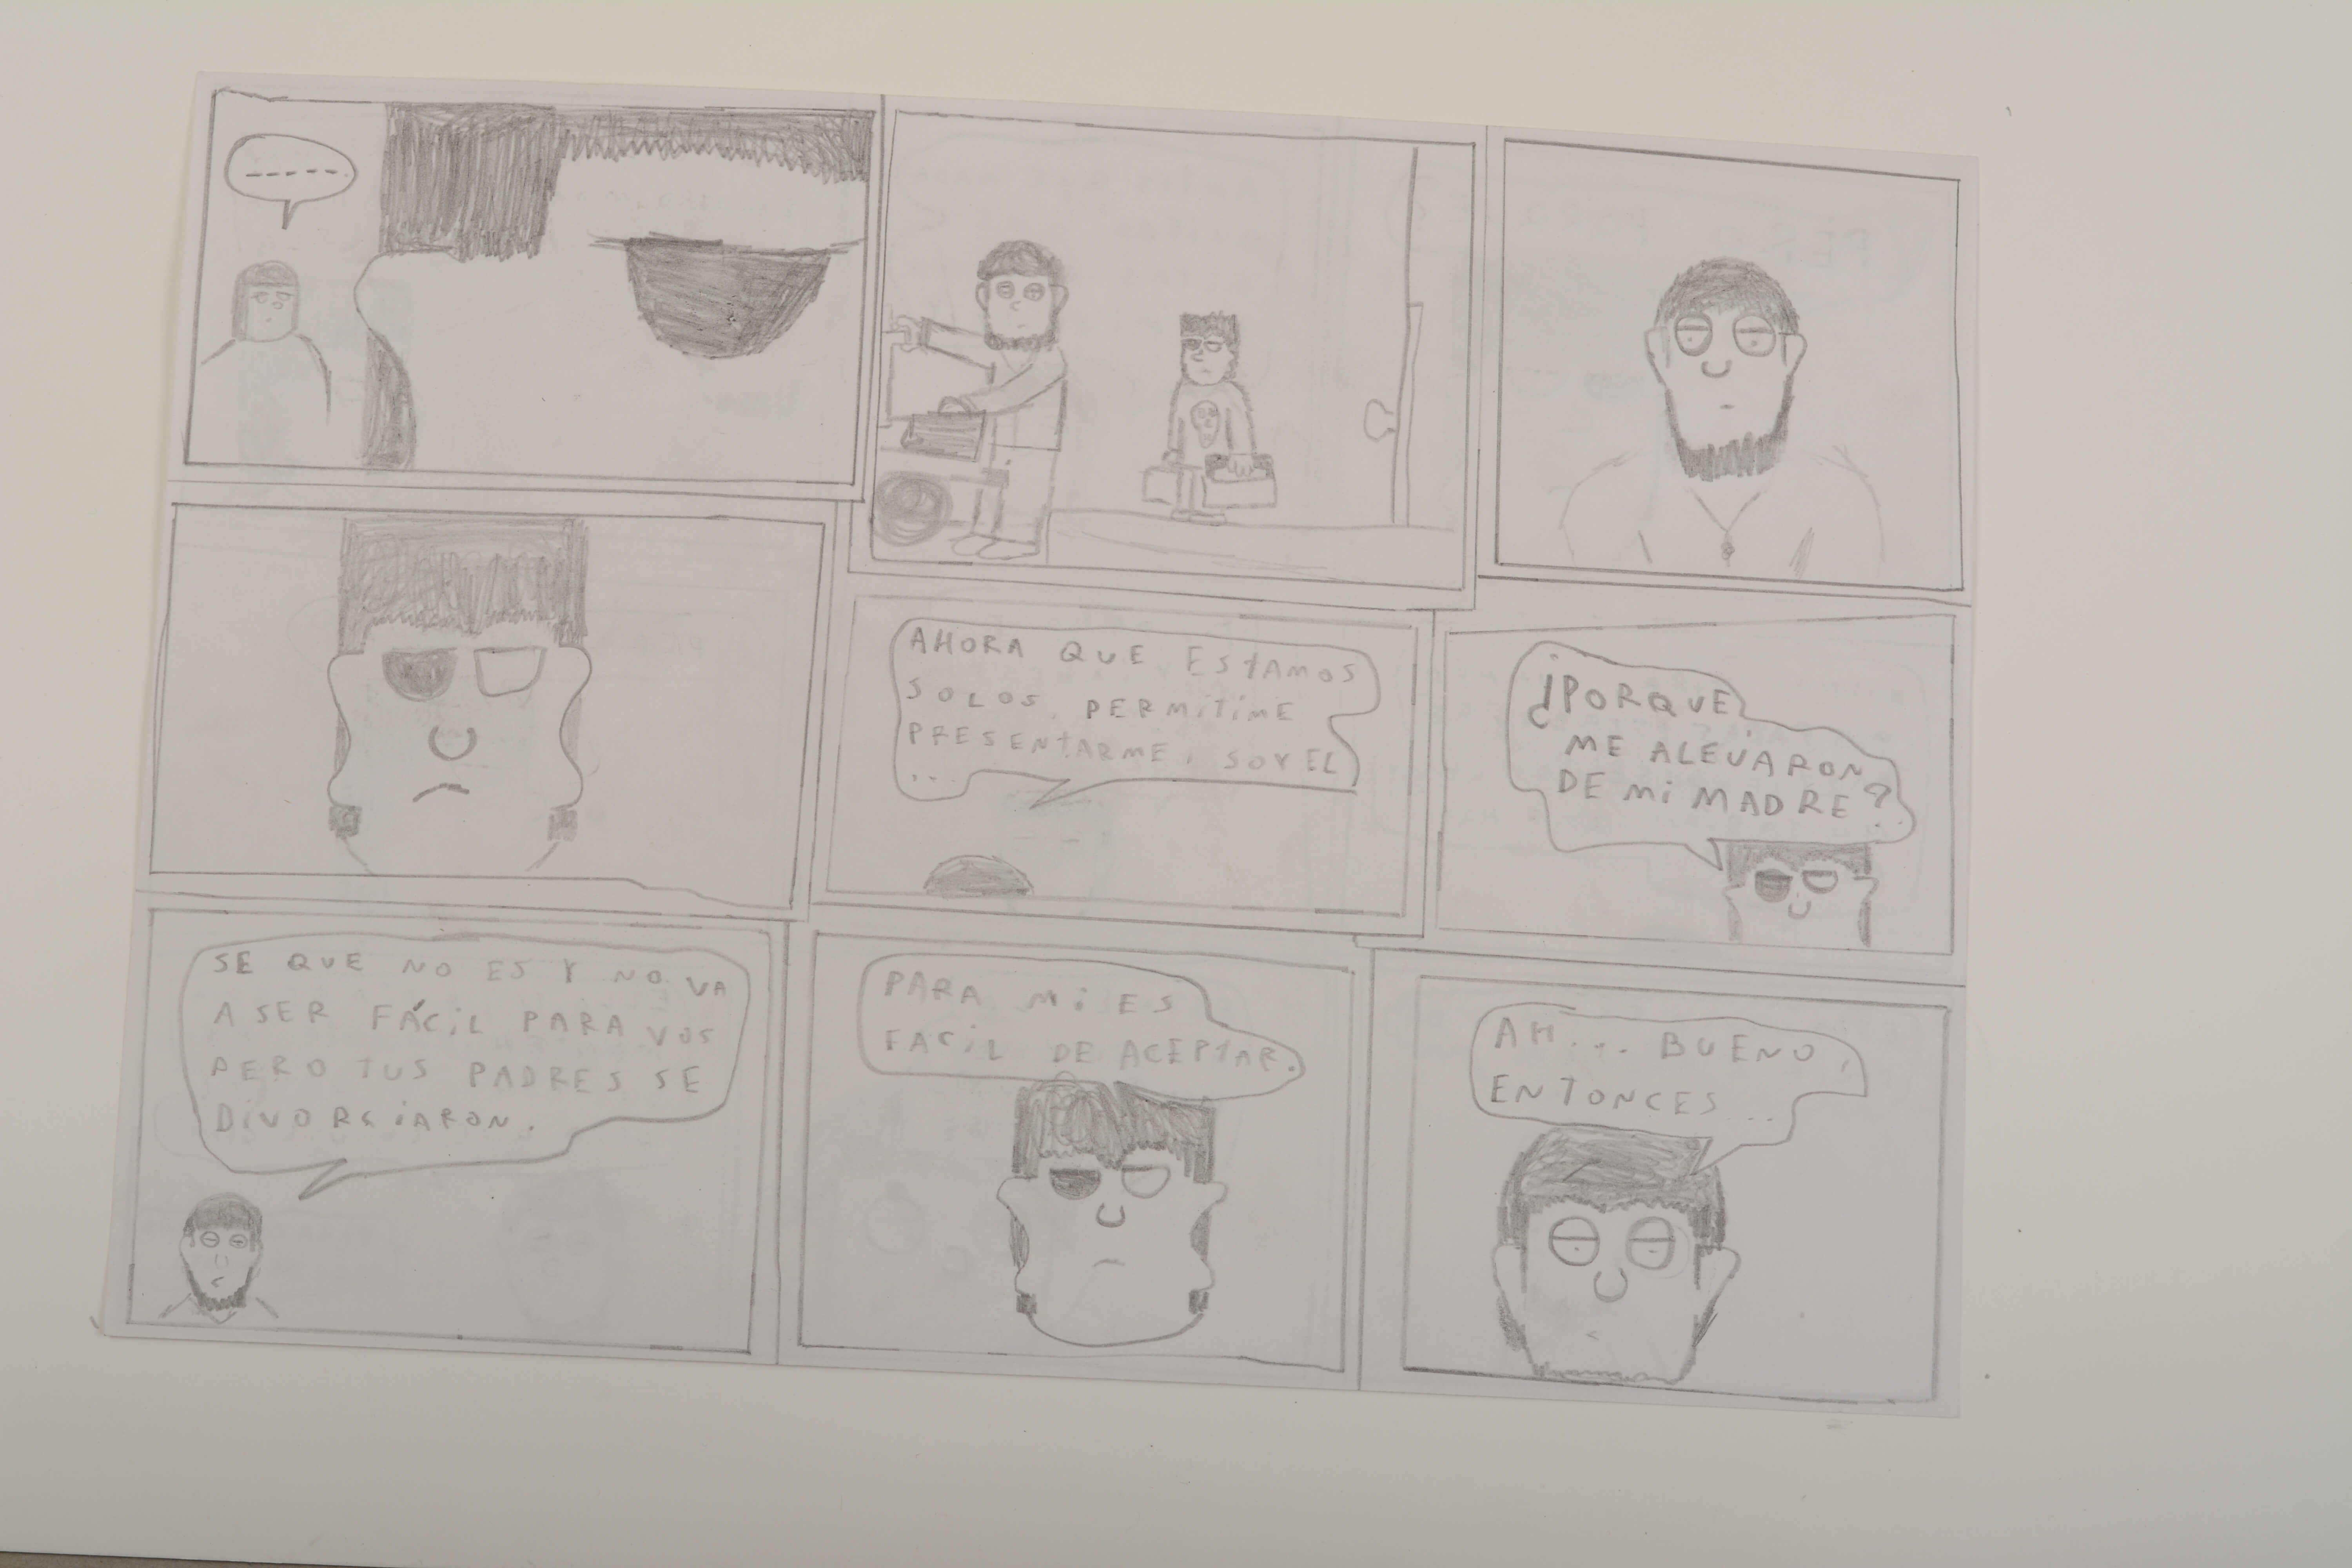 ------
AHORA QUE ESTAMOS
SOLOS, PERMITIME
PRESENTARME, SOY EL
...
¿PORQUE
ME ALEVARON
DE MI MADRE?
SE QUE NO ES Y NO VA
A SER FÁCIL PARA VOS
PERO TUS PADRES SE
DIVORSIARON.
PARA MI ES
FACIL DE ACEPTAR.
AH... BUENO,
ENTONCES...